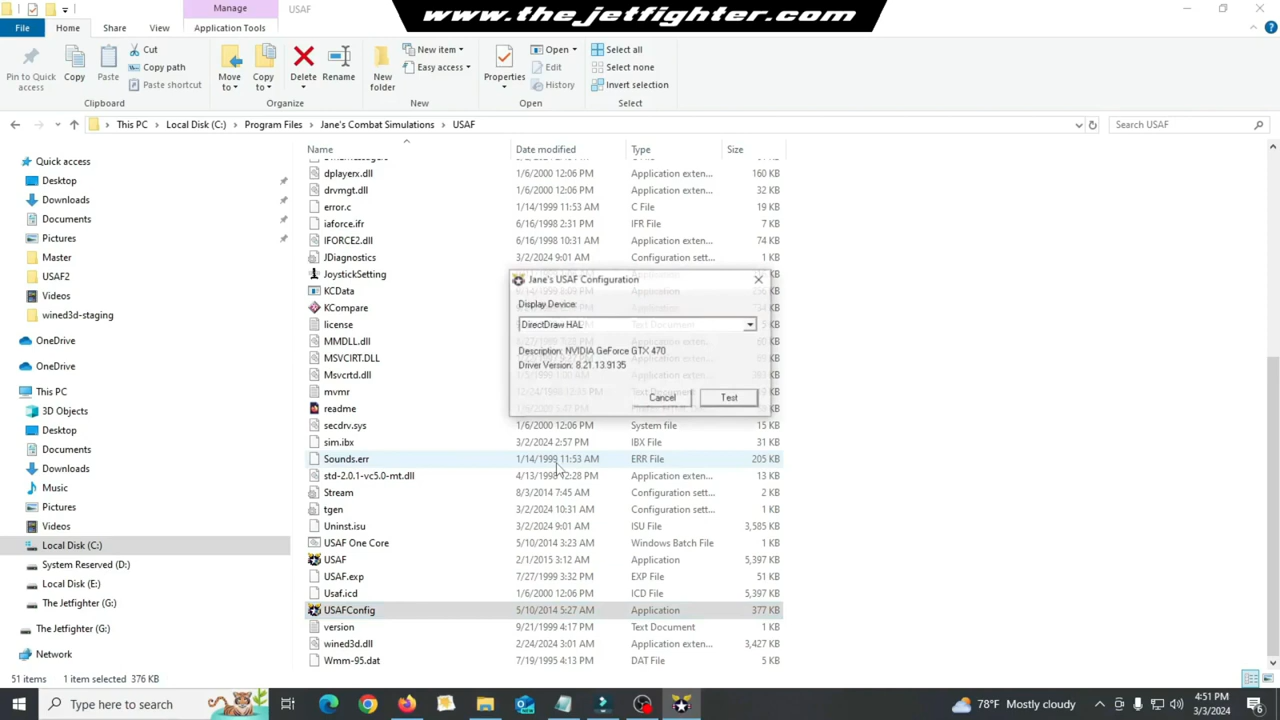 USAF
Manage
www.thejetfighter.com
File
Home
Share
View
Application Tools
Pin to Quick access
Copy
Paste
Cut
Copy path
Paste shortcut
Clipboard
Move to
Copy to
Delete
Rename
Organize
New folder
New item
Easy access
New
Properties
Open
Edit
History
Open
Select all
Select none
Invert selection
Select
This PC > Local Disk (C:) > Program Files > Jane's Combat Simulations > USAF
Search USAF
Name Date modified Type Size
Quick access
Desktop
Downloads
Documents
Pictures
Master
USAF2
Videos
wined3d-staging
OneDrive
OneDrive
This PC
3D Objects
Desktop
Documents
Downloads
Music
Pictures
Videos
Local Disk (C:)
System Reserved (D:)
Local Disk (E:)
The Jetfighter (G:)
The Jetfighter (G:)
Network
dplayerx.dll 1/6/2000 12:06 PM Application exten... 160 KB
drvmgt.dll 1/6/2000 12:06 PM Application exten... 32 KB
error.c 1/14/1999 11:53 AM C File 19 KB
iaforce.ifr 6/16/1998 2:31 PM IFR File 7 KB
IFORCE2.dll 6/16/1998 10:31 AM Application exten... 74 KB
JDiagnostics 3/2/2024 9:01 AM Configuration sett... 1 KB
JoystickSetting
KCData
KCompare
license
MMDLL.dll
MSVCIRT.DLL
Msvcrtd.dll
mvmr
readme
secdrv.sys 1/6/2000 12:06 PM System file 15 KB
sim.ibx 3/2/2024 2:57 PM IBX File 31 KB
Sounds.err 1/14/1999 11:53 AM ERR File 205 KB
std-2.0.1-vc5.0-mt.dll 4/13/1998 12:28 PM Application exten... 13 KB
Stream 8/3/2014 7:45 AM Configuration sett... 2 KB
tgen 3/2/2024 10:31 AM Configuration sett... 1 KB
Uninst.isu 3/2/2024 9:01 AM ISU File 3,585 KB
USAF One Core 5/10/2014 3:23 AM Windows Batch File 1 KB
USAF 2/1/2015 3:12 AM Application 5,397 KB
USAF.exp 7/27/1999 3:32 PM EXP File 51 KB
Usaf.icd 1/6/2000 12:06 PM ICD File 5,397 KB
USAFConfig 5/10/2014 5:27 AM Application 377 KB
version 9/21/1999 4:17 PM Text Document 1 KB
wined3d.dll 2/24/2024 3:01 AM Application exten... 3,427 KB
Wmm-95.dat 7/19/1995 4:13 PM DAT File 5 KB
Jane's USAF Configuration
Display Device:
DirectDraw HAL
Description: NVIDIA GeForce GTX 470
Driver Version: 8.21.13.9135
Cancel
Test
51 items 1 item selected 376 KB
Type here to search
78°F Mostly cloudy
4:51 PM
3/3/2024
6